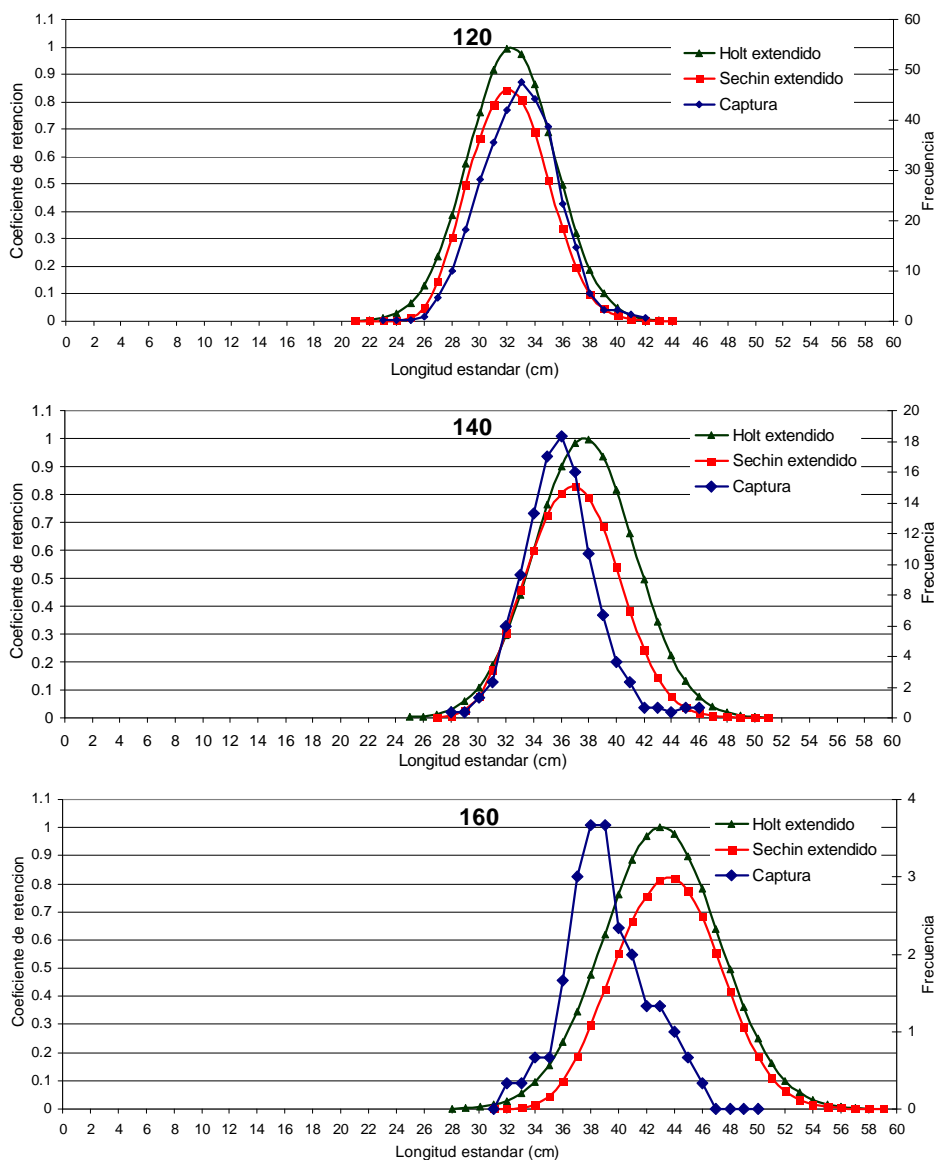 120
1.1
1
0.9
0.8
0.7
0.6
0.5
0.4
0.3
0.2
0.1
0
Coeficiente de retencion
60
50
40
30
20
10
0
Frecuencia
Holt extendido
Sechin extendido
Captura
0 2 4 6 8 10 12 14 16 18 20 22 24 26 28 30 32 34 36 38 40 42 44 46 48 50 52 54 56 58 60
Longitud estandar (cm)
140
1.1
1
0.9
0.8
0.7
0.6
0.5
0.4
0.3
0.2
0.1
0
Coeficiente de retencion
20
18
16
14
12
10
8
6
4
2
0
Frecuencia
Holt extendido
Sechin extendido
Captura
0 2 4 6 8 10 12 14 16 18 20 22 24 26 28 30 32 34 36 38 40 42 44 46 48 50 52 54 56 58 60
Longitud estandar (cm)
160
1.1
1
0.9
0.8
0.7
0.6
0.5
0.4
0.3
0.2
0.1
0
Coeficiente de retencion
4
3
2
1
0
Frecuencia
Holt extendido
Sechin extendido
Captura
0 2 4 6 8 10 12 14 16 18 20 22 24 26 28 30 32 34 36 38 40 42 44 46 48 50 52 54 56 58 60
Longitud estandar (cm)